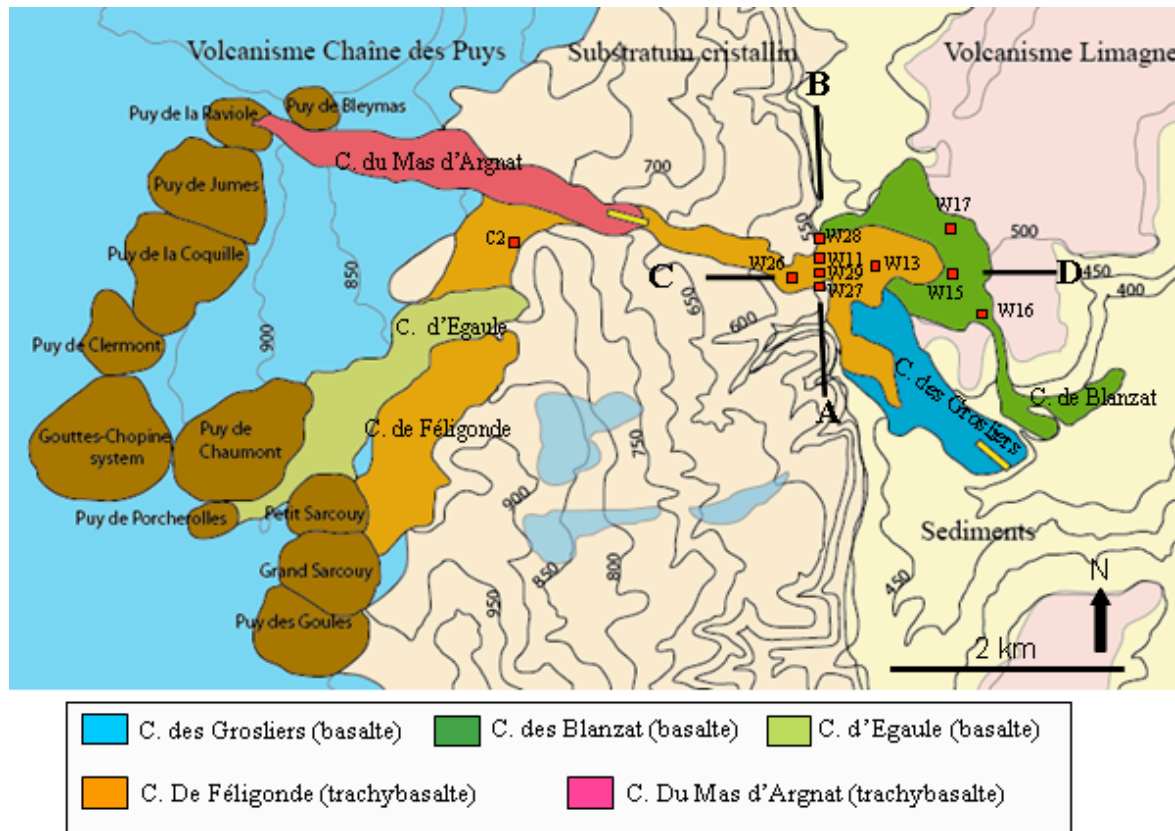 Volcanisme Chaîne des Puys
Substratum cristallin
Volcanisme Limagne
B
Puy de la Raviole
Puy de Bleymas
C. du Mas d'Argnat
700
Puy de Jumes
W17
550
W28
500
C2
Puy de la Coquille
W11
W26
W29
W13
C
D
450
850
650
W27
W15
400
900
600
W16
C. d'Egaule
Puy de Clermont
C. des Grosliers
C. de Blanzat
A
Puy de Chaumont
C. de Féligonde
Gouttes-Chopine
system
750
900
Puy de Porcherolles
Petit Sarcouy
Sediments
850
800
Grand Sarcouy
450
N
950
Puy des Goules
2 km
C. des Grosliers (basalte)
C. des Blanzat (basalte)
C. d'Egaule (basalte)
C. De Féligonde (trachybasalte)
C. Du Mas d'Argnat (trachybasalte)